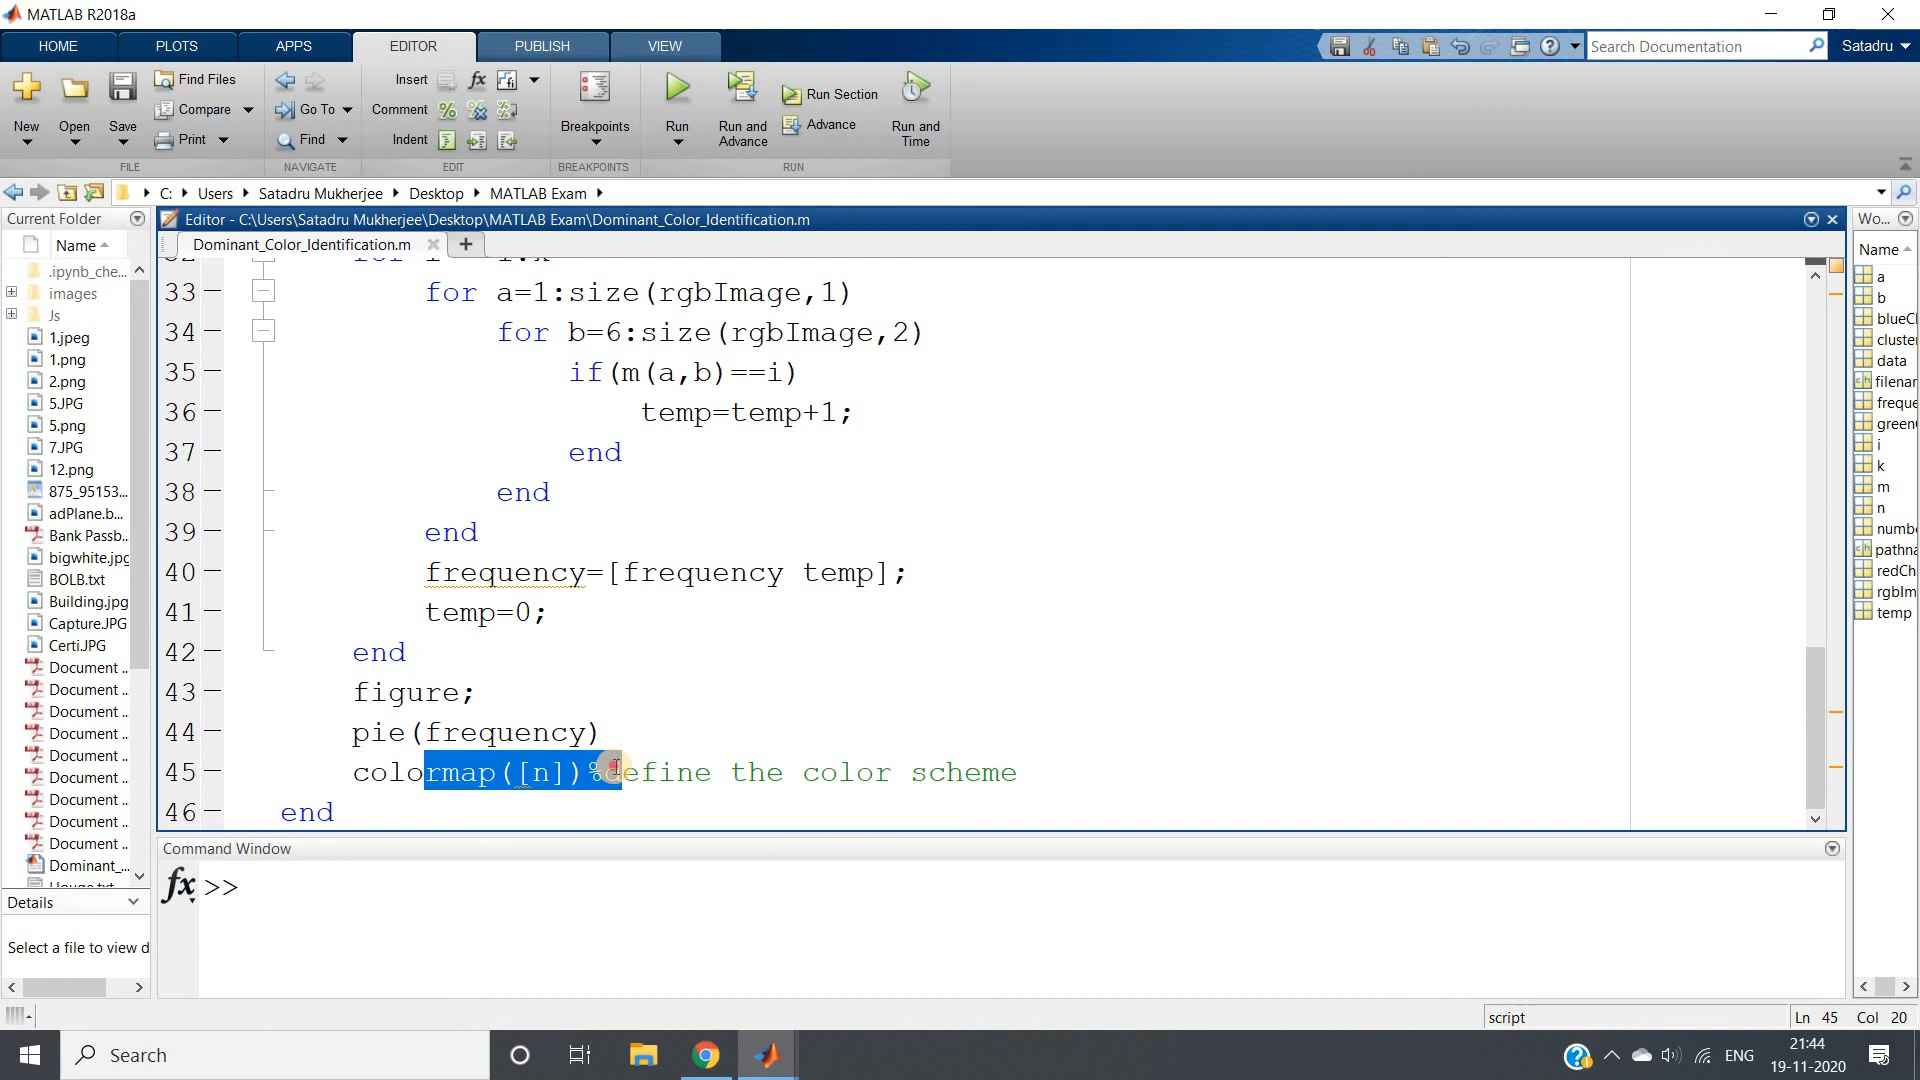 MATLAB R2018a
HOME PLOTS APPS EDITOR PUBLISH VIEW
Search Documentation
Satadru
New Open Save
Find Files
Compare
Print
Go To
Find
Insert
Comment
Indent
Breakpoints
Run
Run and Advance
Run Section
Advance
Run and Time
FILE NAVIGATE EDIT BREAKPOINTS RUN
C: Users Satadru Mukherjee Desktop MATLAB Exam
Current Folder
Name
.ipynb_che...
images
Js
1.jpeg
1.png
2.png
5.JPG
5.png
7.JPG
12.png
875_95153...
adPlane.b...
Bank Passb...
bigwhite.jpg
BOLB.txt
Building.jpg
Capture.JPG
Certi.JPG
Document ...
Document ...
Document ...
Document ...
Document ...
Document ...
Document ...
Document ...
Document ...
Dominant_...
Details
Select a file to view d
Editor - C:\Users\Satadru Mukherjee\Desktop\MATLAB Exam\Dominant_Color_Identification.m
Dominant_Color_Identification.m
33 for a=1:size(rgbImage,1)
34 for b=6:size(rgbImage,2)
35 if(m(a,b)==i)
36 temp=temp+1;
37 end
38 end
39 end
40 frequency=[frequency temp];
41 temp=0;
42 end
43 figure;
44 pie(frequency)
45 colormap([n])%define the color scheme
46 end
Command Window
fx >>
Wo...
Name
a
b
blueCl
cluster
data
filenar
freque
green
i
k
m
n
numbe
pathna
redCh
rgbIm
temp
script Ln 45 Col 20
Search
ENG
21:44
19-11-2020